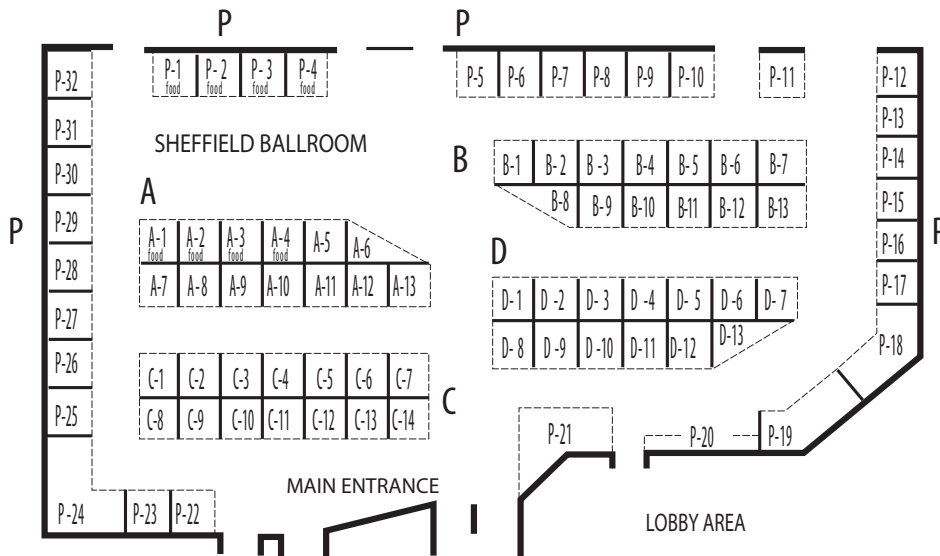 P
P
P-32
P-1
food
P- 2
food
P - 3
food
P-4
food
P-5
P-6
P-7
P-8
P-9
P-10
P-11
P-12
P-31
P-13
SHEFFIELD BALLROOM
B
B-1
B- 2
B -3
B-4
B- 5
B -6
B-7
P-14
P-30
A
B-8
B-9
B-10
B-11
B-12
B-13
P-15
P
P-29
A-1
food
A-2
food
A-3
food
A-4
food
A-5
A-6
D
P-16
P
P-28
A-7
A-8
A-9
A-10
A-11
A-12
A-13
D- 1
D -2
D- 3
D -4
D- 5
D -6
D- 7
P-17
P-27
D- 8
D -9
D -10
D-11
D-12
D-13
P-18
P-26
C-1
C-2
C-3
C-4
C-5
C-6
C-7
C
P-25
C-8
C-9
C-10
C-11
C-12
C-13
C-14
P-21
P-20
P-19
MAIN ENTRANCE
P-24
P-23
P-22
LOBBY AREA